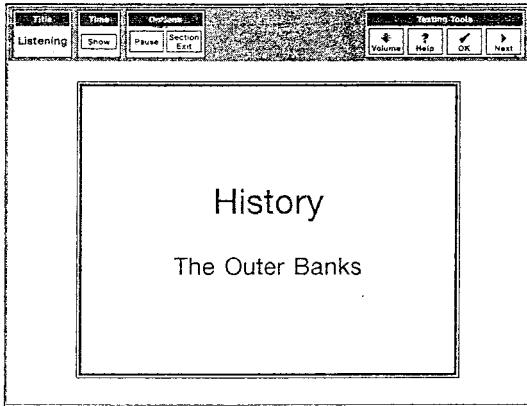 Title
Time
Options
Testing Tools
Listening
Show
Pause
Section
Exit
Volume
Help
OK
Next
History
The Outer Banks